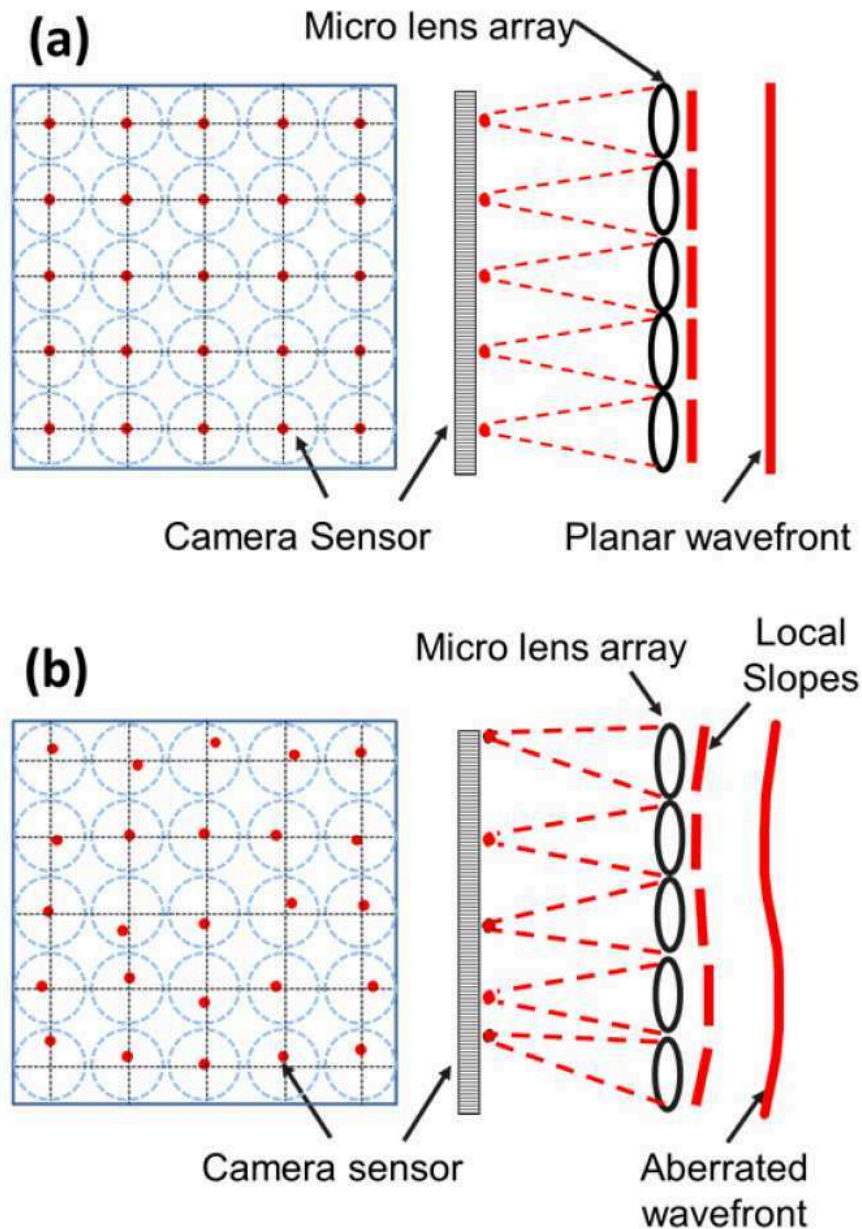 (a)
Micro lens array
Camera Sensor
Planar wavefront
(b)
Micro lens array
Local
Slopes
Camera sensor
Aberrated
wavefront